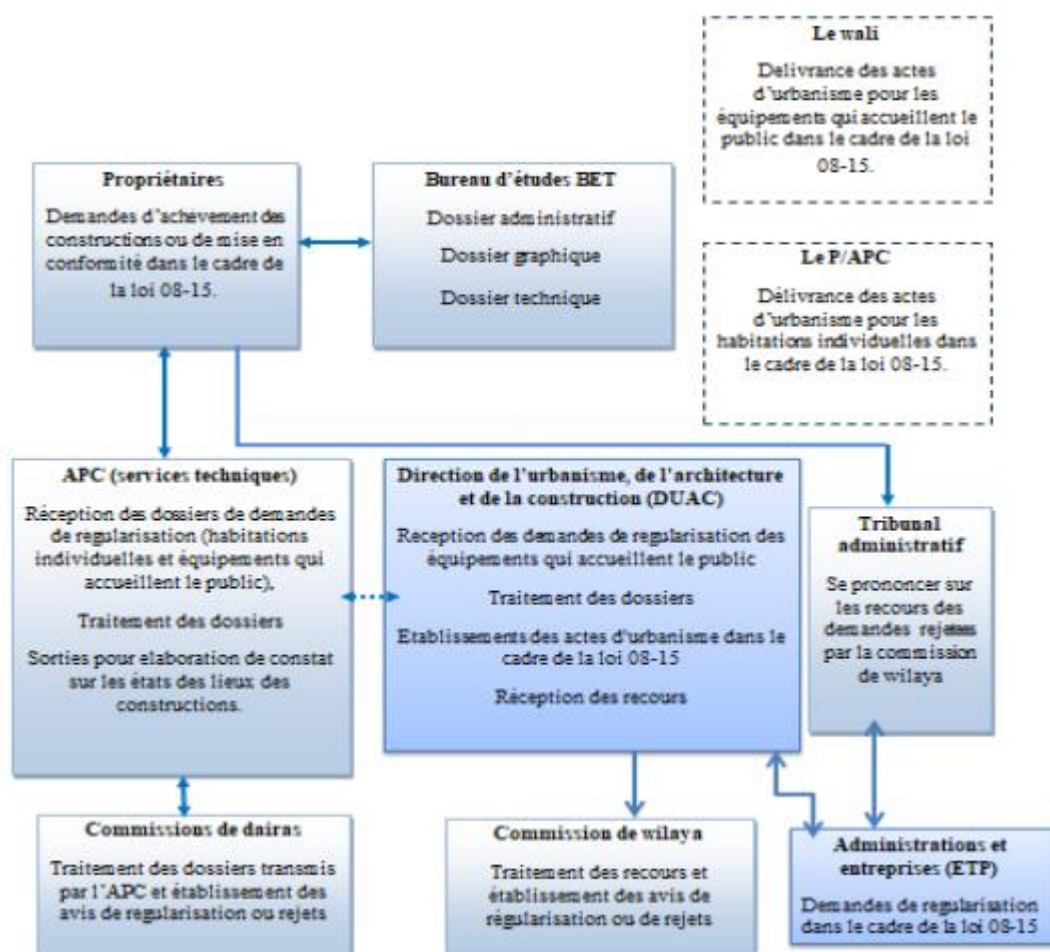 Le wali
Delivrance des actes
d'urbanisme pour les
équipements qui accueillent le
public dans le cadre de la loi
08-15.
Propriétaires
Demandes d'achèvement des
constructions ou de mise en
conformité dans le cadre de
la loi 08-15.
Bureau d'études BET
Dossier administratif
Dossier graphique
Dossier technique
Le P/APC
Délivrance des actes
d'urbanisme pour les
habitations individuelles dans
le cadre de la loi 08-15.
APC (services techniques)
Réception des dossiers de demandes
de regularisation (habitations
individuelles et équipements qui
accueillent le public),
Traitement des dossiers
Sorties pour elaboration de constat
sur les états des lieux des
constructions.
Direction de l'urbanisme, de l'architecture
et de la construction (DUAC)
Reception des demandes de regularisation des
équipements qui accueillent le public
Traitement des dossiers
Etablissements des actes d'urbanisme dans le
cadre de la loi 08-15
Réception des recours
Tribunal
administratif
Se prononcer sur
les recours des
demandes rejetees
par la commission
de wilaya
Commissions de dairas
Traitement des dossiers transmis
par l'APC et établissement des
avis de regularisation ou rejets
Commission de wilaya
Traitement des recours et
établissement des avis de
régularisation ou de rejets
Administrations et
entreprises (ETP)
Demandes de regularisation
dans le cadre de la loi 08-15